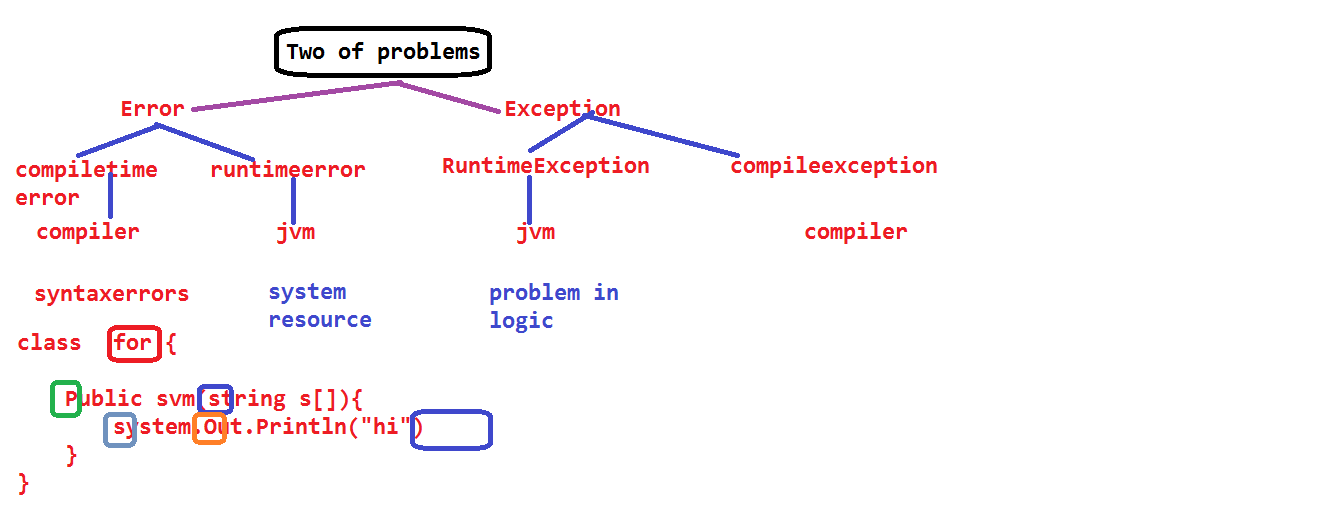 Two of problems
Error Exception
compiletime error runtimeerror RuntimeException compileexception
compiler jvm jvm compiler
syntaxerrors system resource problem in logic
class for {
Public svm(string s[]){
system.Out.Println("hi")
}
}